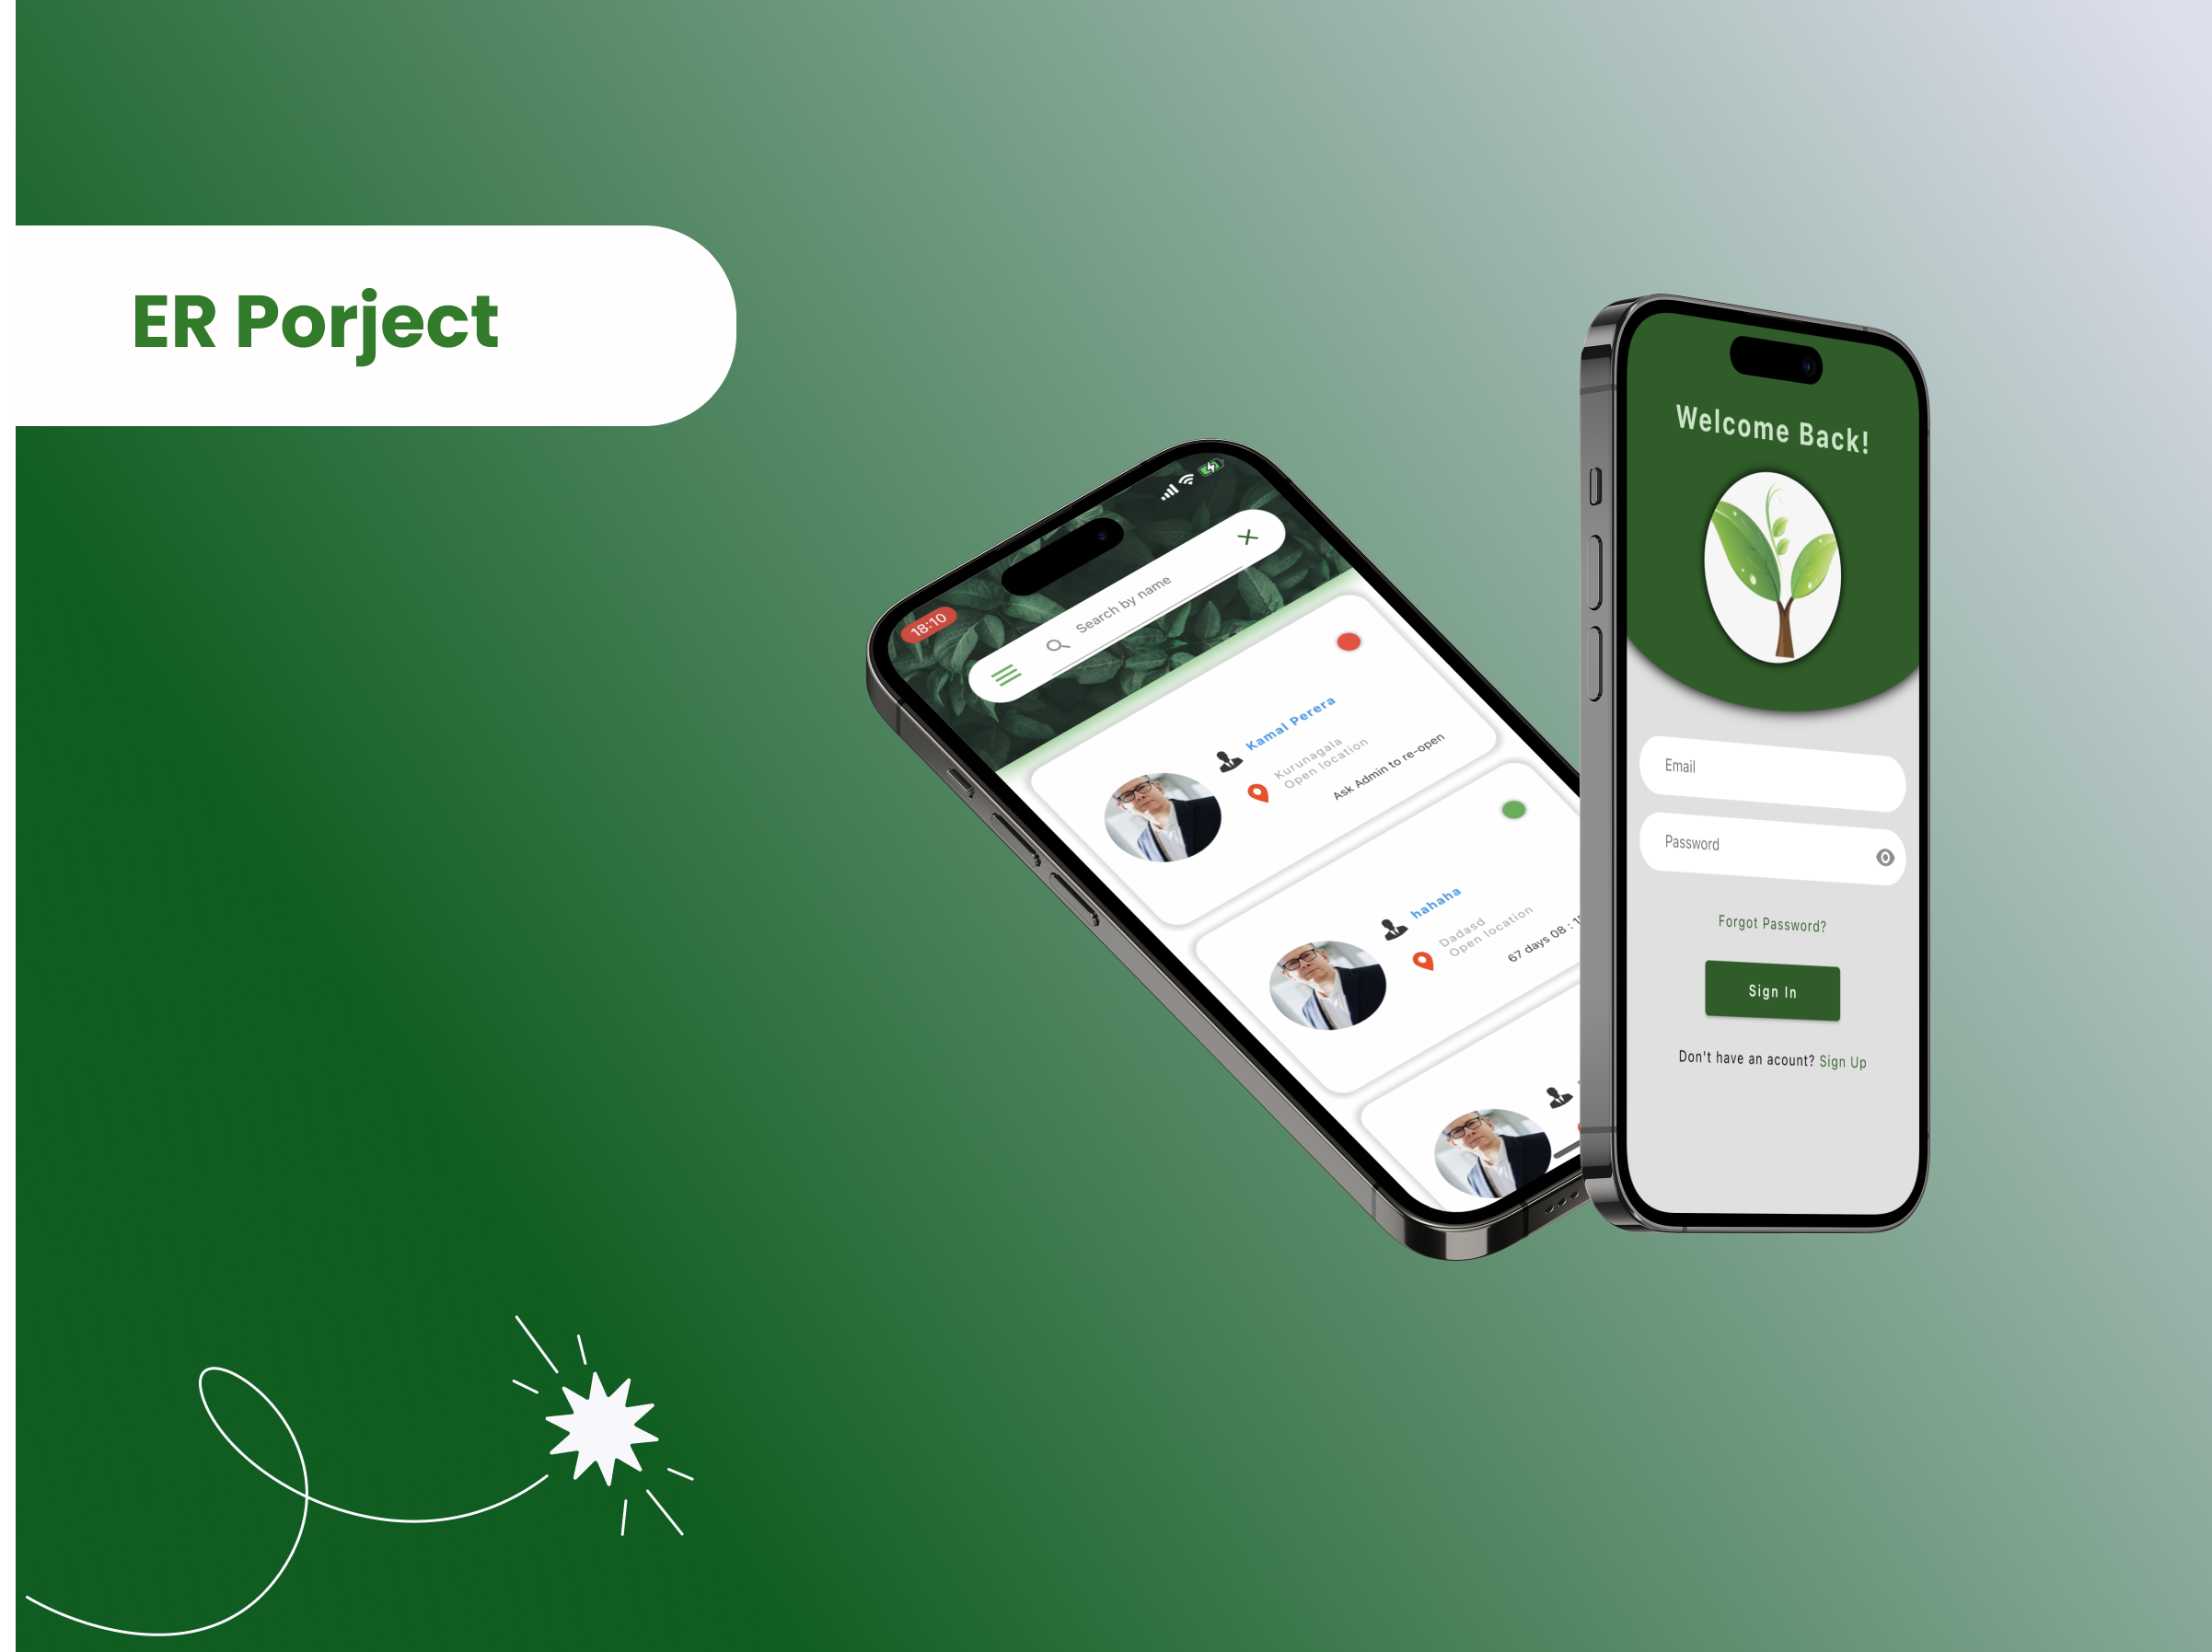 ER Porject
18:10
Search by name
Kamal Perera
Kurunagala
Open location
Ask Admin to re-open
hahaha
Dadasd
Open location
67 days 08 :
Welcome Back!
Email
Password
Forgot Password?
Sign In
Don't have an acount? Sign Up